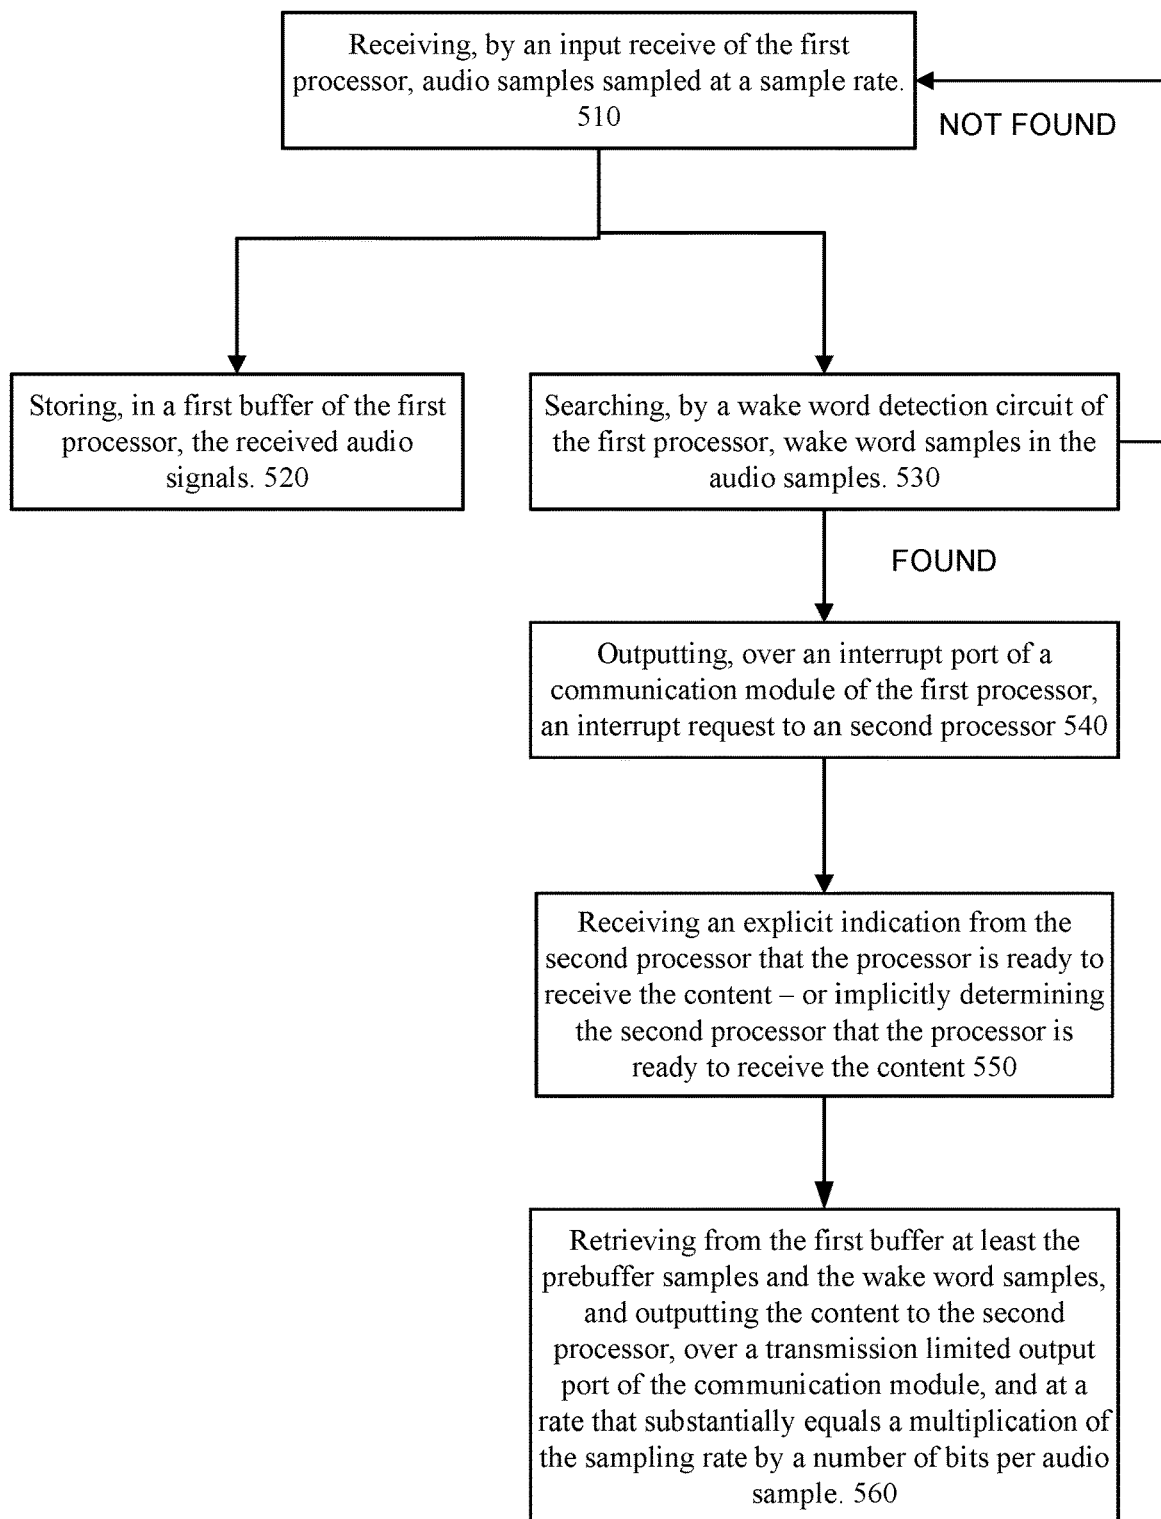 Receiving, by an input receive of the first
processor, audio samples sampled at a sample rate.
510
NOT FOUND
Storing, in a first buffer of the first
processor, the received audio
signals. 520
Searching, by a wake word detection circuit of
the first processor, wake word samples in the
audio samples. 530
FOUND
Outputting, over an interrupt port of a
communication module of the first processor,
an interrupt request to an second processor 540
Receiving an explicit indication from the
second processor that the processor is ready to
receive the content – or implicitly determining
the second processor that the processor is
ready to receive the content 550
Retrieving from the first buffer at least the
prebuffer samples and the wake word samples,
and outputting the content to the second
processor, over a transmission limited output
port of the communication module, and at a
rate that substantially equals a multiplication of
the sampling rate by a number of bits per audio
sample. 560